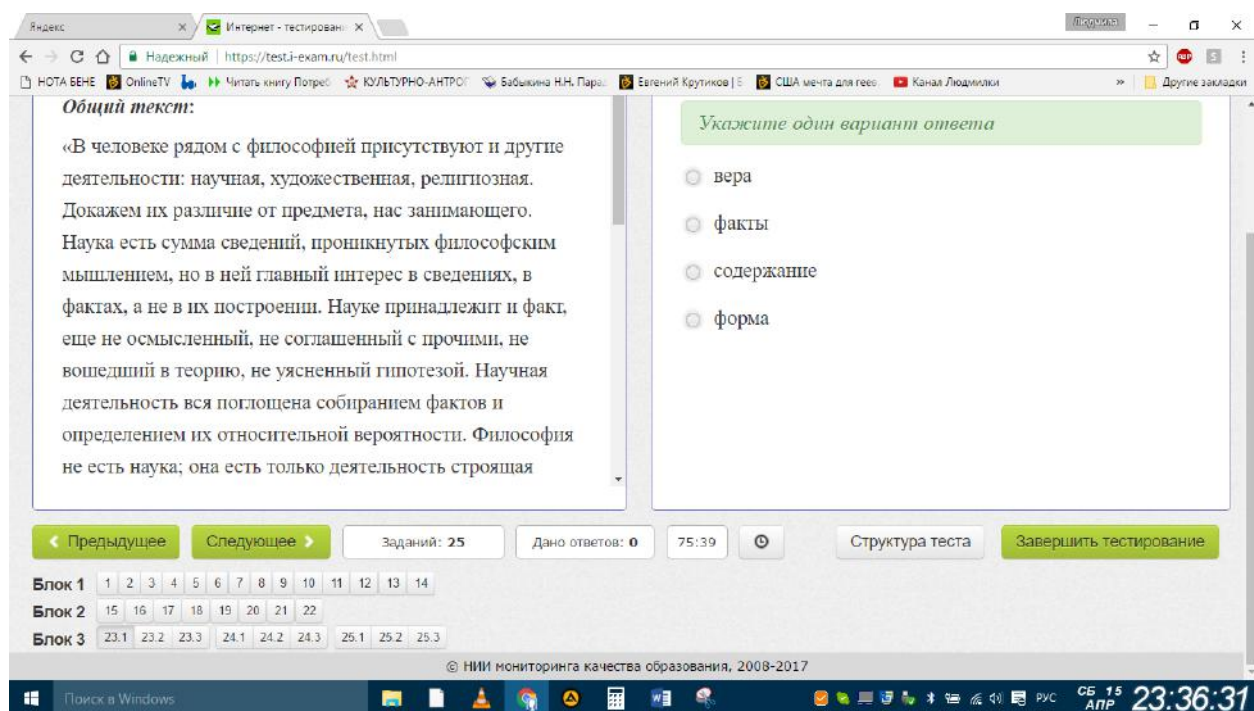 Яндекс
Интернет - тестировани
Людмила
Надежный
https://test.i-exam.ru/test.html
НОТА БЕНЕ
OnlineTV
Читать книгу Потреб
КУЛЬТУРНО-АНТРОП
Бабыкина Н.Н. Пара
Евгений Крутиков | Б
США мечта для геев
Канал Людмилки
»
Другие закладки
Общий текст:
«В человеке рядом с философией присутствуют и другие
деятельности: научная, художественная, религиозная.
Докажем их различие от предмета, нас занимающего.
Наука есть сумма сведений, проникнутых философским
мышлением, но в ней главный интерес в сведениях, в
фактах, а не в их построении. Науке принадлежит и факт,
еще не осмысленный, не соглашенный с прочими, не
вошедший в теорию, не уясненный гипотезой. Научная
деятельность вся поглощена собиранием фактов и
определением их относительной вероятности. Философия
не есть наука; она есть только деятельность строящая
Укажите один вариант ответа
вера
факты
содержание
форма
Предыдущее
Следующее
Заданий: 25
Дано ответов: 0
75:39
Структура теста
Завершить тестирование
Блок 1 1 2 3 4 5 6 7 8 9 10 11 12 13 14
Блок 2 15 16 17 18 19 20 21 22
Блок 3 23.1 23.2 23.3 24.1 24.2 24.3 25.1 25.2 25.3
© НИИ мониторинга качества образования, 2008-2017
Поиск в Windows
РУС
СБ 15
АПР
23:36:31